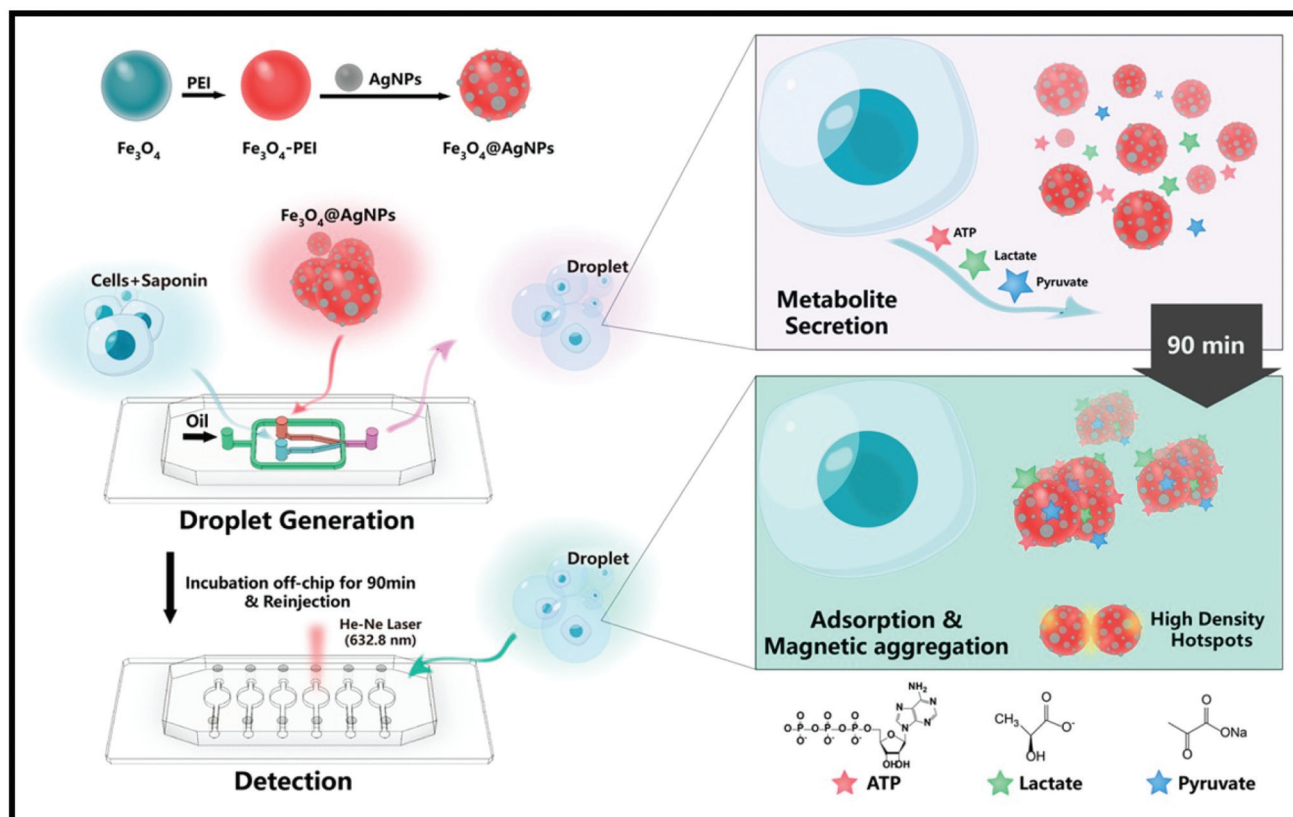 PEI
AgNPs
Fe₃O₄
Fe₃O₄-PEI
Fe₃O₄@AgNPs
Fe₃O₄@AgNPs
Cells+Saponin
Droplet
Oil
Droplet Generation
Incubation off-chip for 90min
& Reinjection
He-Ne Laser
(632.8 nm)
Droplet
Detection
ATP
Lactate
Pyruvate
Metabolite
Secretion
90 min
Adsorption &
Magnetic aggregation
High Density
Hotspots
NH₂
N
N
N
N
O
O
O
⁻O-P-O-P-O-P-O
O⁻
O⁻
O⁻
O
OHOH
ATP
O
CH₃
O⁻
OH
Lactate
O
ONa
O
Pyruvate